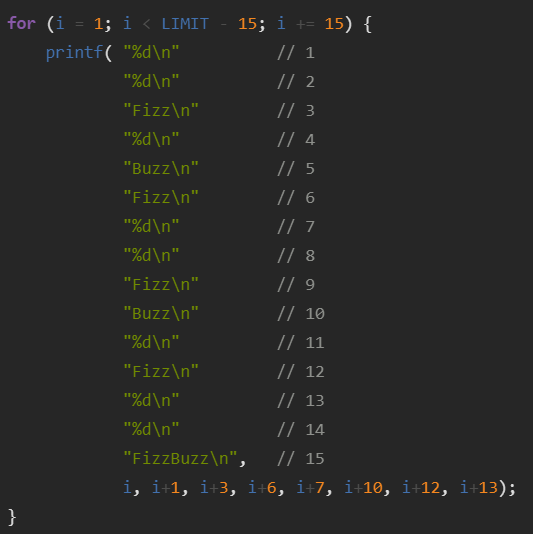 for (i = 1; i < LIMIT - 15; i += 15) {
    printf( "%d\n"          // 1
            "%d\n"          // 2
            "Fizz\n"        // 3
            "%d\n"          // 4
            "Buzz\n"        // 5
            "Fizz\n"        // 6
            "%d\n"          // 7
            "%d\n"          // 8
            "Fizz\n"        // 9
            "Buzz\n"        // 10
            "%d\n"          // 11
            "Fizz\n"        // 12
            "%d\n"          // 13
            "%d\n"          // 14
            "FizzBuzz\n",   // 15
            i, i+1, i+3, i+6, i+7, i+10, i+12, i+13);
}